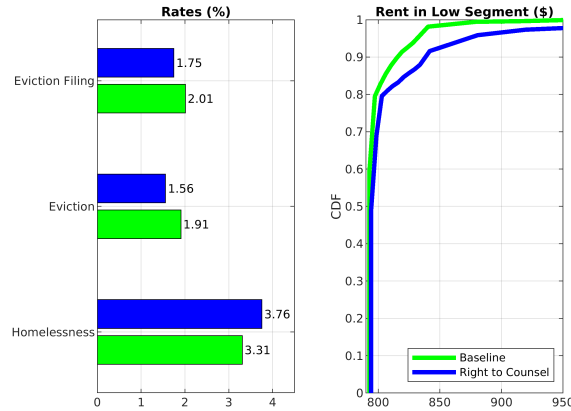 Rates (%)
Eviction Filing
1.75
2.01
Eviction
1.56
1.91
Homelessness
3.76
3.31
0 1 2 3 4
Rent in Low Segment ($)
CDF
1
0.9
0.8
0.7
0.6
0.5
0.4
0.3
0.2
0.1
0
800 850 900 950
Baseline
Right to Counsel